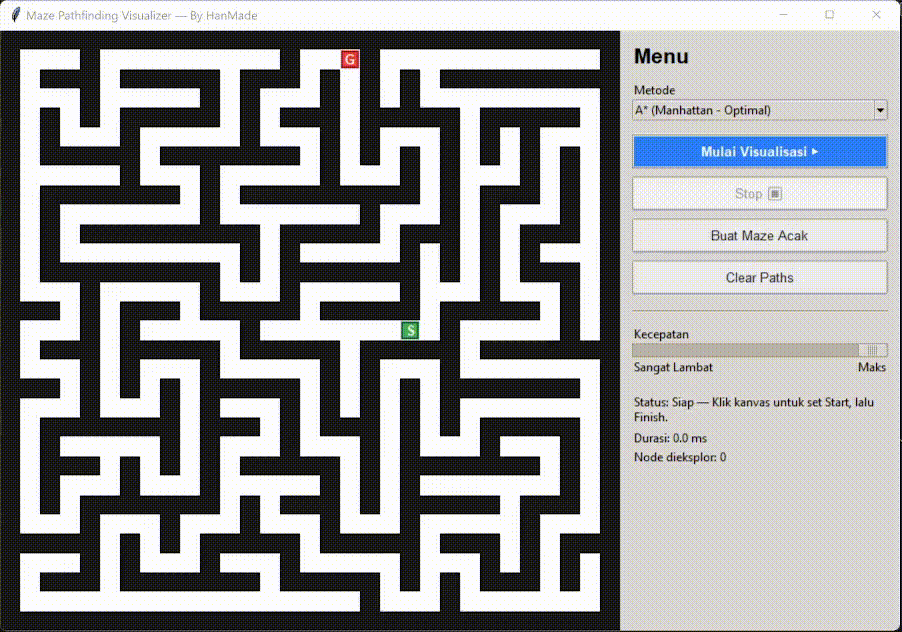 Maze Pathfinding Visualizer — By HanMade
G
S
Menu
Metode
A* (Manhattan - Optimal)
Mulai Visualisasi ▸
Stop ⏹
Buat Maze Acak
Clear Paths
Kecepatan
Sangat Lambat Maks
Status: Siap — Klik kanvas untuk set Start, lalu
Finish.
Durasi: 0.0 ms
Node dieksplor: 0